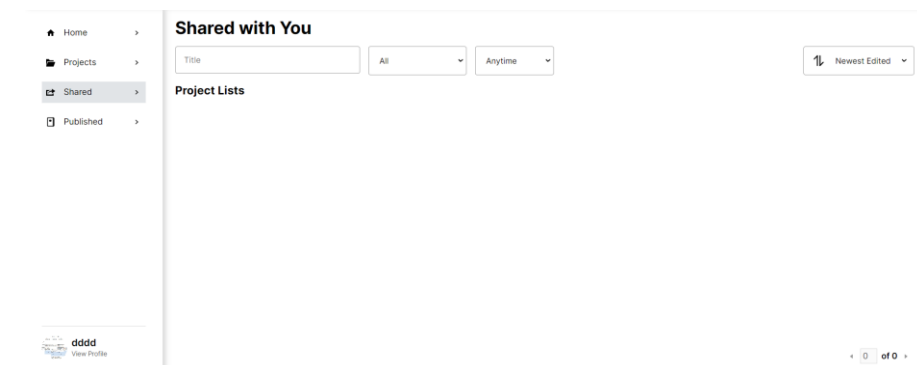 Home
Projects
Shared
Published
dddd
View Profile
Shared with You
Title
All
Anytime
Newest Edited
Project Lists
0 of 0